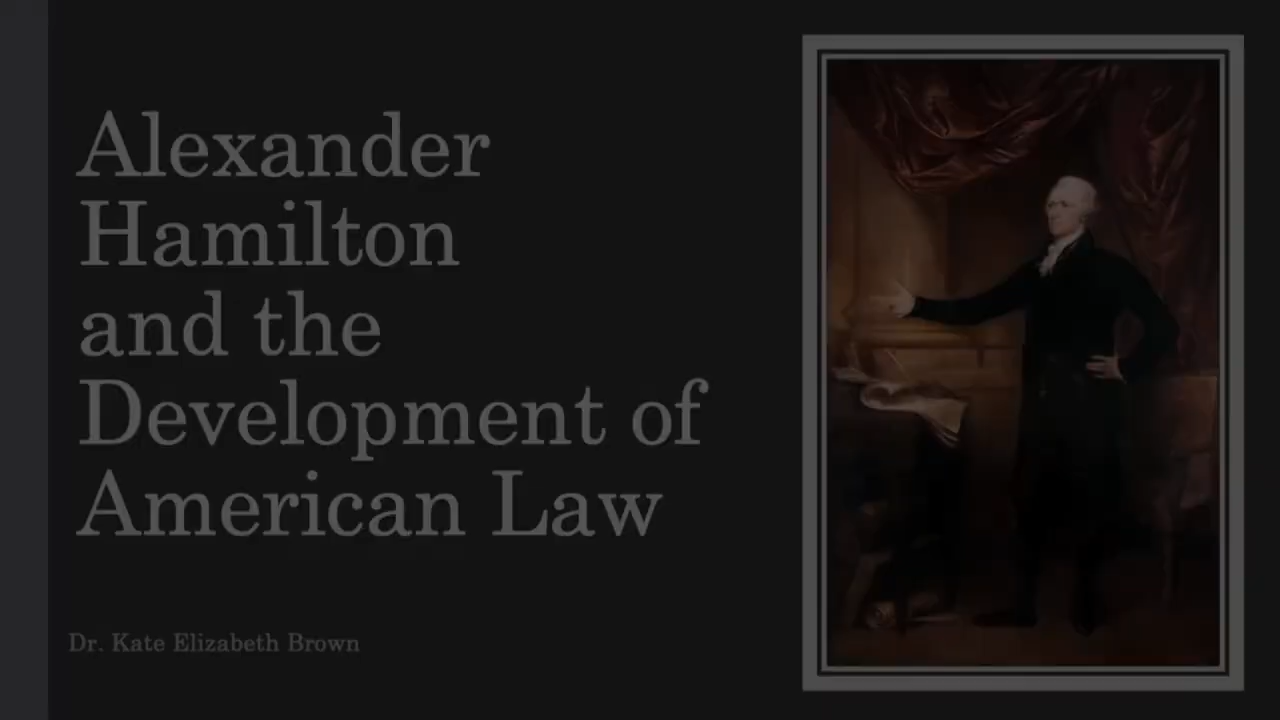 Alexander
Hamilton
and the
Development of
American Law
Dr. Kate Elizabeth Brown